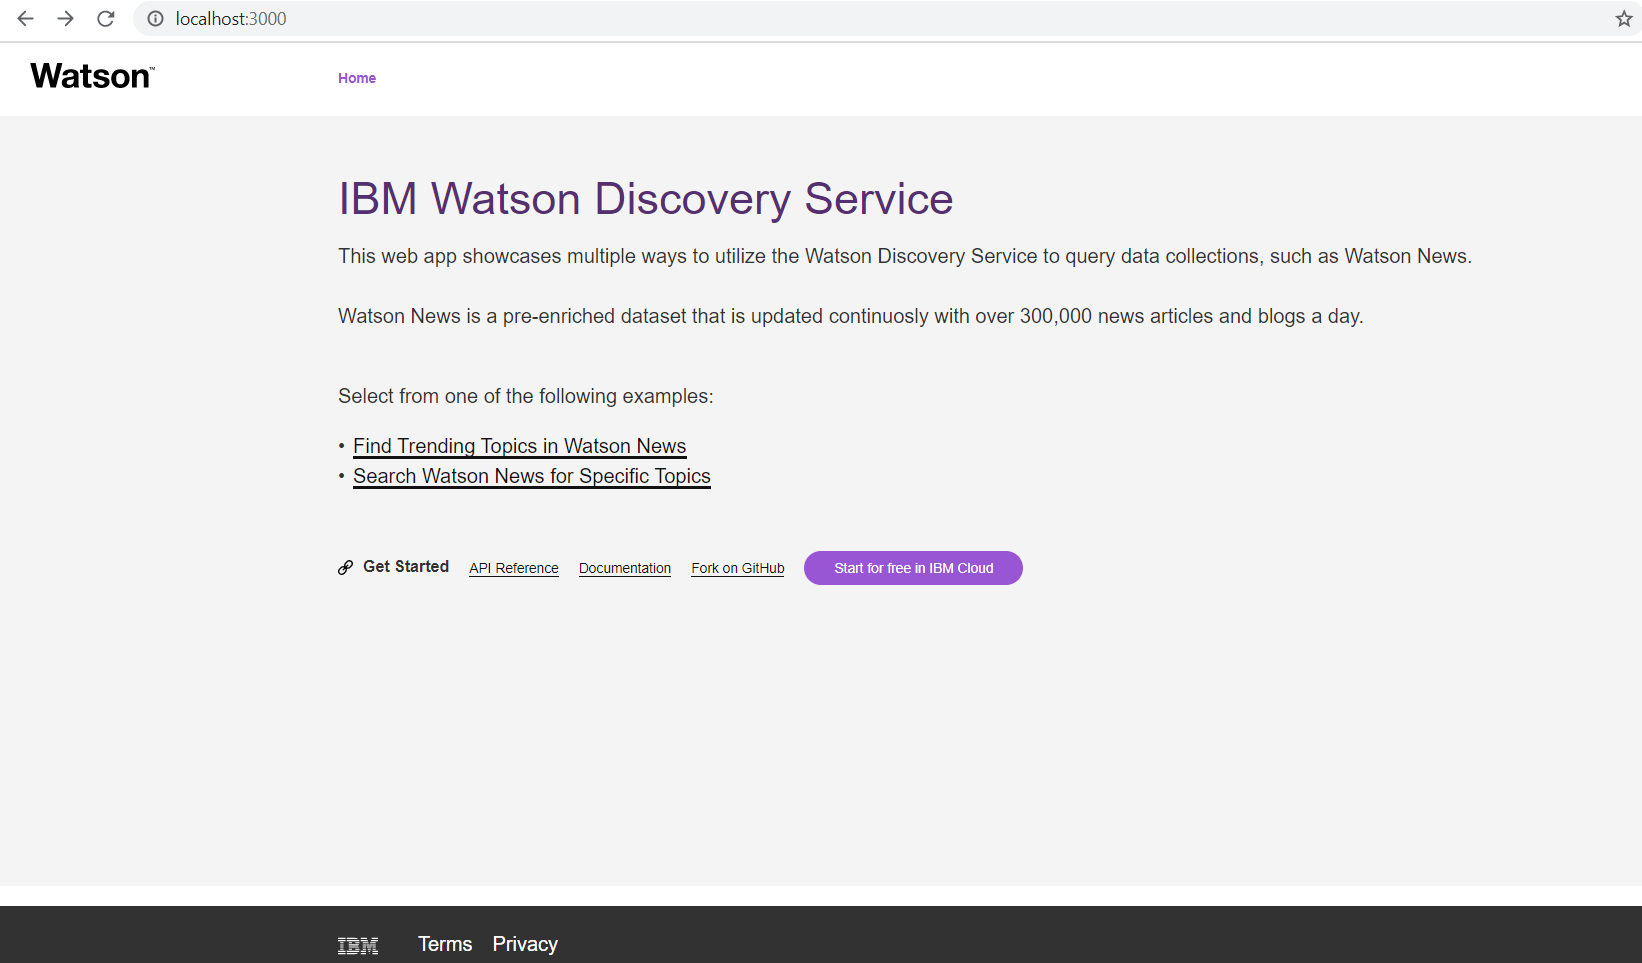 localhost:3000
Watson™
Home
IBM Watson Discovery Service
This web app showcases multiple ways to utilize the Watson Discovery Service to query data collections, such as Watson News.
Watson News is a pre-enriched dataset that is updated continuosly with over 300,000 news articles and blogs a day.
Select from one of the following examples:
• Find Trending Topics in Watson News
• Search Watson News for Specific Topics
Get Started API Reference Documentation Fork on GitHub Start for free in IBM Cloud
IBM Terms Privacy